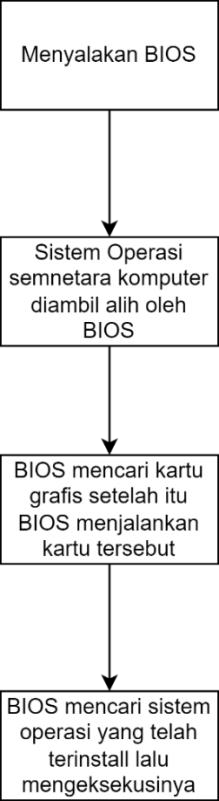 Menyalakan BIOS
Sistem Operasi
semnetara komputer
diambil alih oleh
BIOS
BIOS mencari kartu
grafis setelah itu
BIOS menjalankan
kartu tersebut
BIOS mencari sistem
operasi yang telah
terinstall lalu
mengeksekusinya